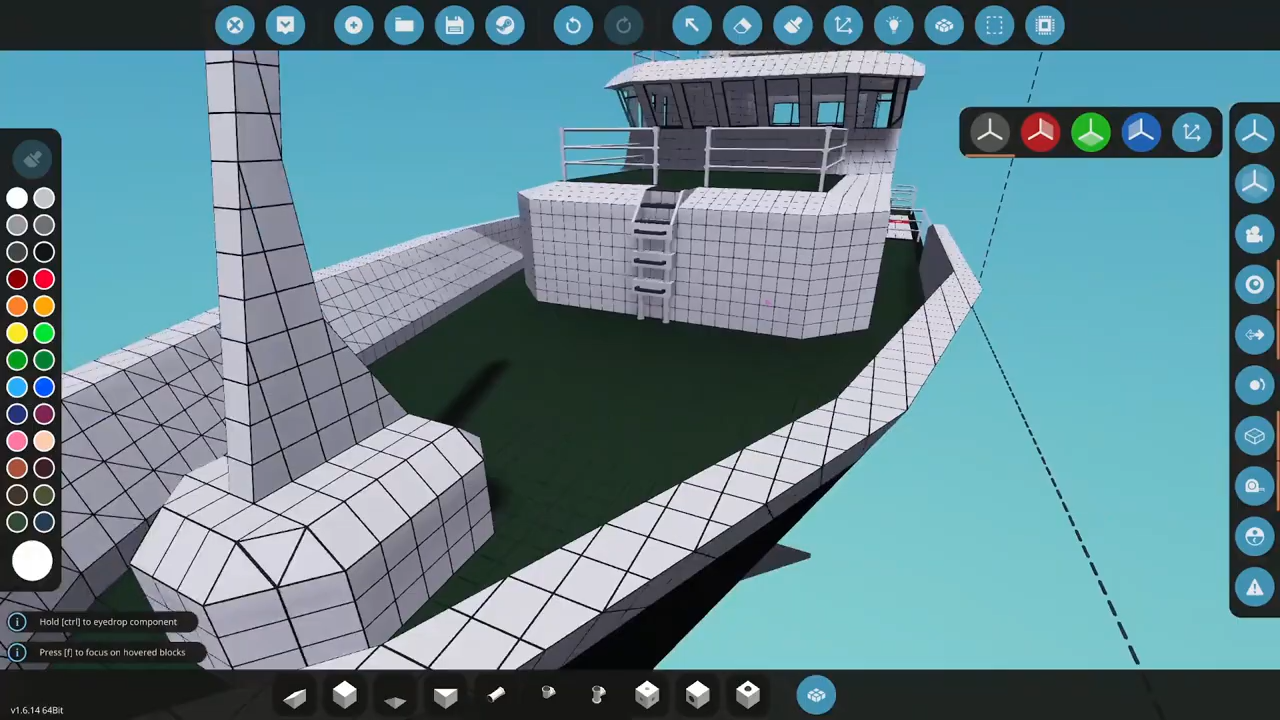 Hold [ctrl] to eyedrop component
Press [f] to focus on hovered blocks
v1.6.14 64Bit